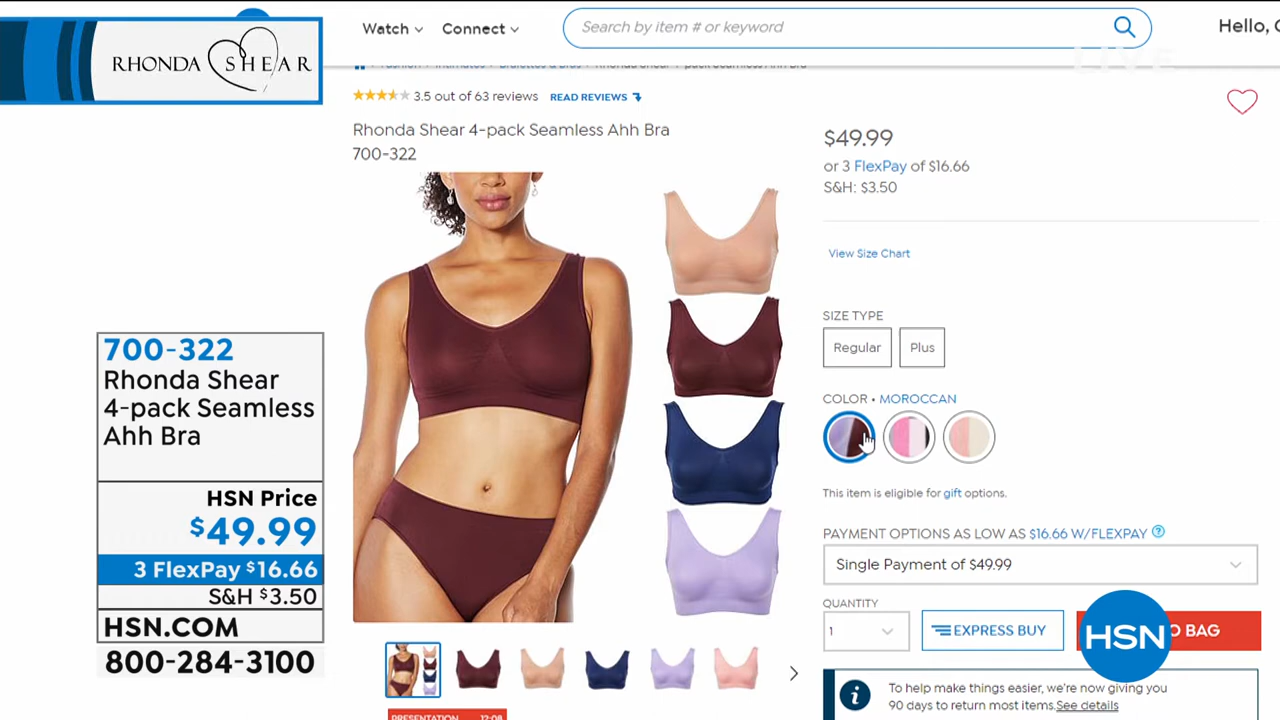 RHONDA SHEAR
Watch
Connect
Search by item # or keyword
Hello,
LIVE
3.5 out of 63 reviews
READ REVIEWS
Rhonda Shear 4-pack Seamless Ahh Bra
700-322
$49.99
or 3 FlexPay of $16.66
S&H: $3.50
View Size Chart
SIZE TYPE
Regular
Plus
COLOR • MOROCCAN
This item is eligible for gift options.
PAYMENT OPTIONS AS LOW AS $16.66 W/FLEXPAY ?
Single Payment of $49.99
QUANTITY
1
EXPRESS BUY
BAG
HSN
To help make things easier, we're now giving you
90 days to return most items. See details
700-322
Rhonda Shear
4-pack Seamless
Ahh Bra
HSN Price
$49.99
3 FlexPay $16.66
S&H $3.50
HSN.COM
800-284-3100
PRESENTATION 12:08